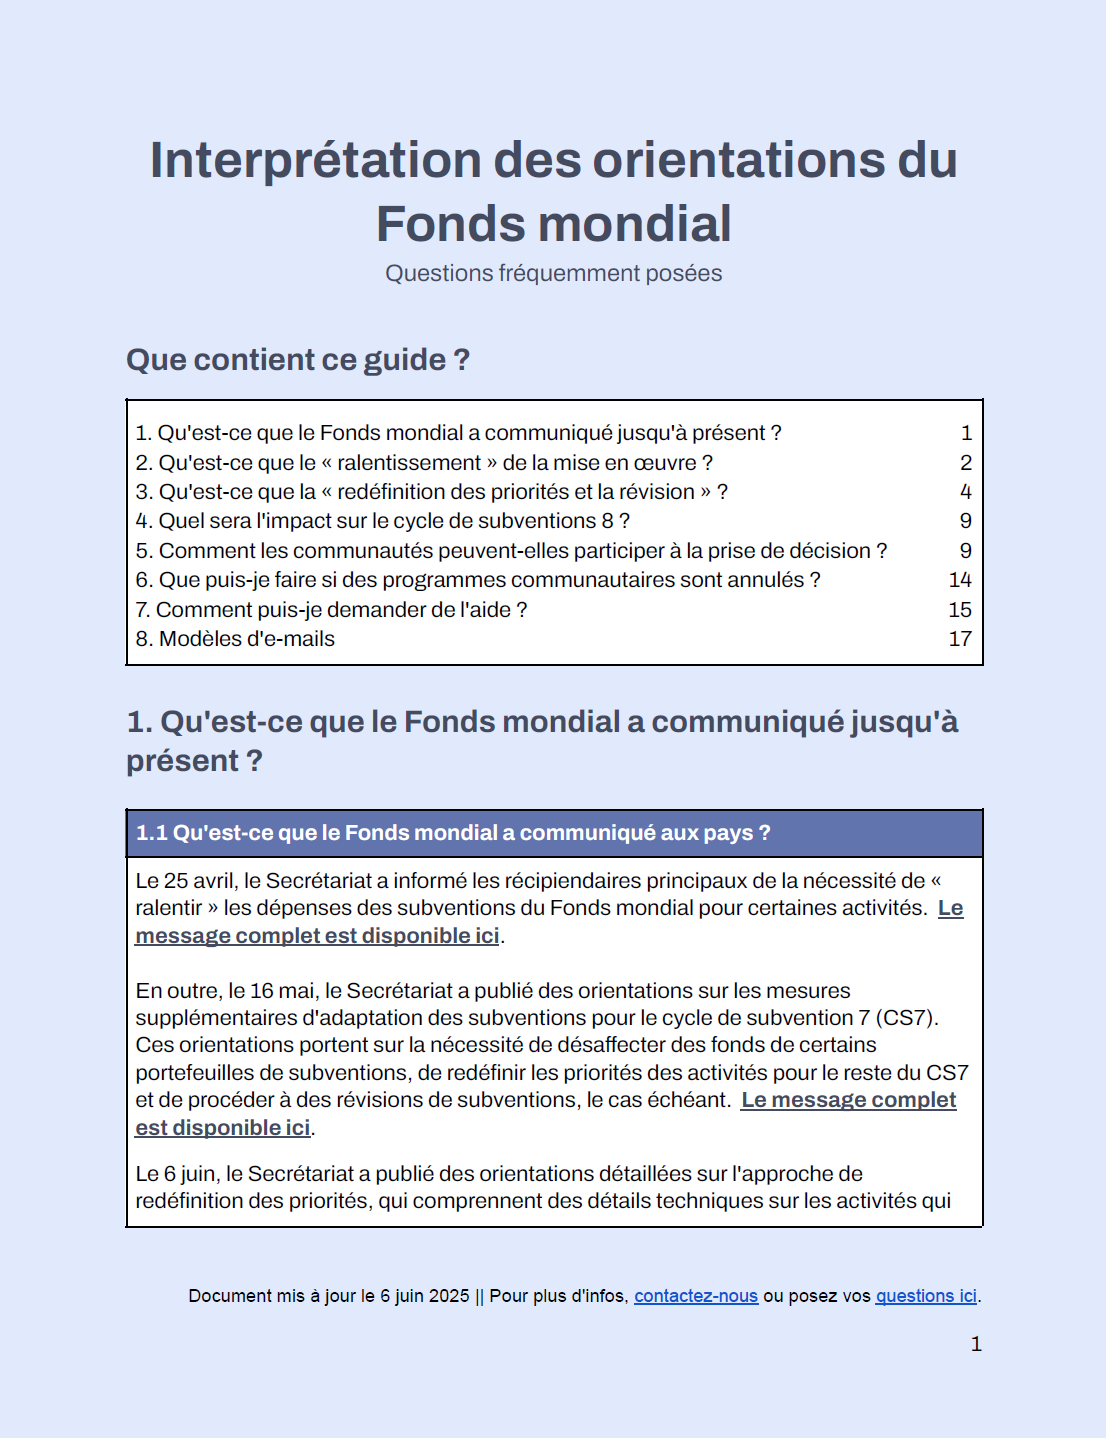 Interprétation des orientations du
Fonds mondial
Questions fréquemment posées
Que contient ce guide ?
1. Qu'est-ce que le Fonds mondial a communiqué jusqu'à présent ? 1
2. Qu'est-ce que le « ralentissement » de la mise en œuvre ? 2
3. Qu'est-ce que la « redéfinition des priorités et la révision » ? 4
4. Quel sera l'impact sur le cycle de subventions 8 ? 9
5. Comment les communautés peuvent-elles participer à la prise de décision ? 9
6. Que puis-je faire si des programmes communautaires sont annulés ? 14
7. Comment puis-je demander de l'aide ? 15
8. Modèles d'e-mails 17
1. Qu'est-ce que le Fonds mondial a communiqué jusqu'à
présent ?
1.1 Qu'est-ce que le Fonds mondial a communiqué aux pays ?
Le 25 avril, le Secrétariat a informé les récipiendaires principaux de la nécessité de «
ralentir » les dépenses des subventions du Fonds mondial pour certaines activités. Le
message complet est disponible ici.
En outre, le 16 mai, le Secrétariat a publié des orientations sur les mesures
supplémentaires d'adaptation des subventions pour le cycle de subvention 7 (CS7).
Ces orientations portent sur la nécessité de désaffecter des fonds de certains
portefeuilles de subventions, de redéfinir les priorités des activités pour le reste du CS7
et de procéder à des révisions de subventions, le cas échéant. Le message complet
est disponible ici.
Le 6 juin, le Secrétariat a publié des orientations détaillées sur l'approche de
redéfinition des priorités, qui comprennent des détails techniques sur les activités qui
Document mis à jour le 6 juin 2025 || Pour plus d'infos, contactez-nous ou posez vos questions ici.
1